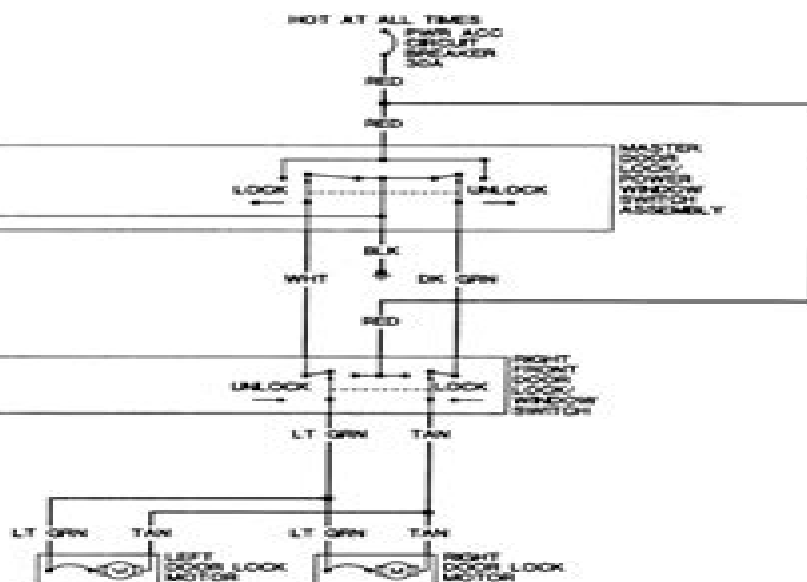 HOT AT ALL TIMES
PWR ACC
CIRCUIT
BREAKER
30A
RED
RED
MASTER
DOOR
LOCK/
POWER
WINDOW
SWITCH
ASSEMBLY
LOCK
UNLOCK
BLK
WHT
DK GRN
RED
RIGHT
FRONT
DOOR
LOCK/
WINDOW
SWITCH
UNLOCK
LOCK
LT GRN
TAN
LT GRN
TAN
LT GRN
TAN
LEFT
DOOR LOCK
MOTOR
RIGHT
DOOR LOCK
MOTOR